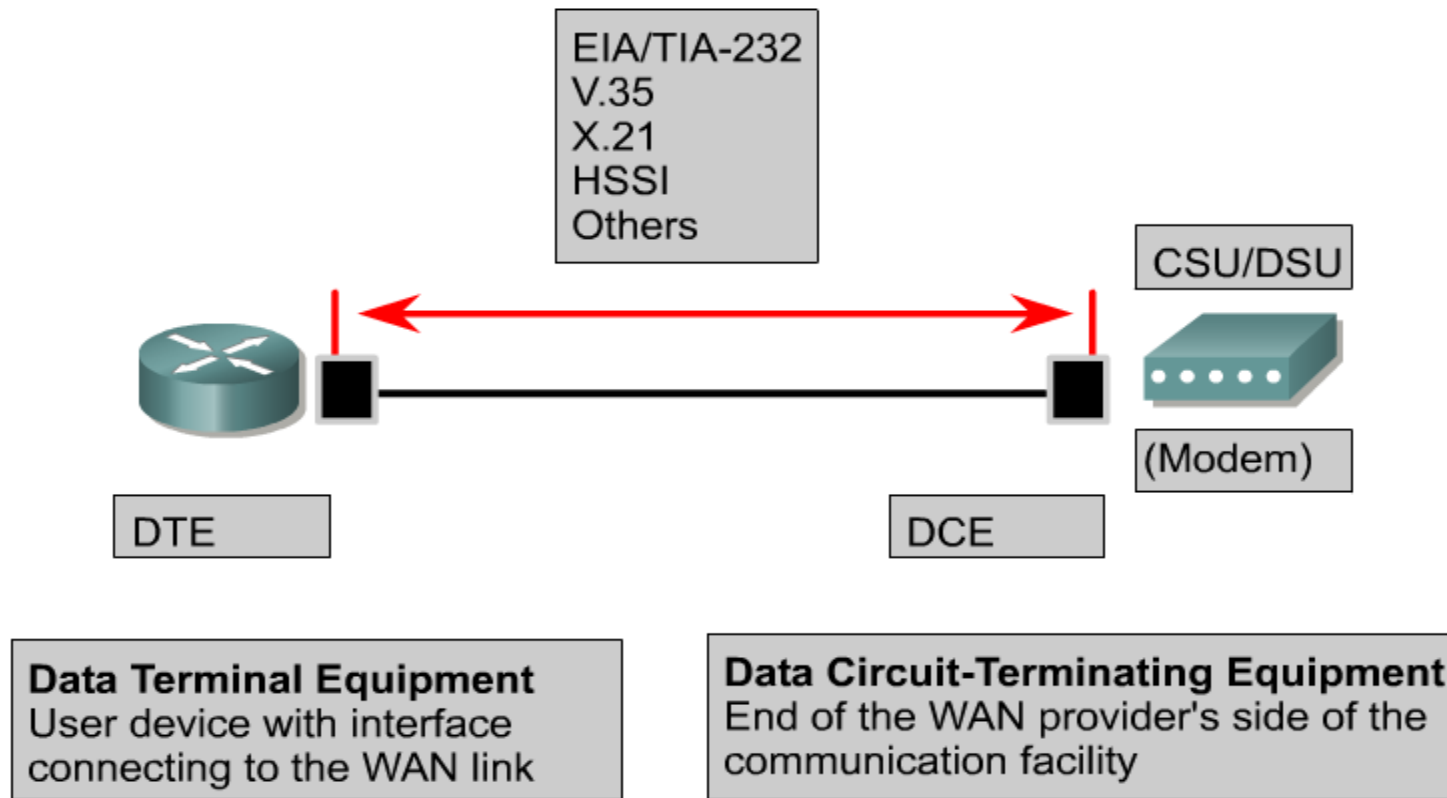 EIA/TIA-232
V.35
X.21
HSSI
Others
CSU/DSU
(Modem)
DTE
DCE
Data Terminal Equipment
User device with interface
connecting to the WAN link
Data Circuit-Terminating Equipment
End of the WAN provider's side of the
communication facility